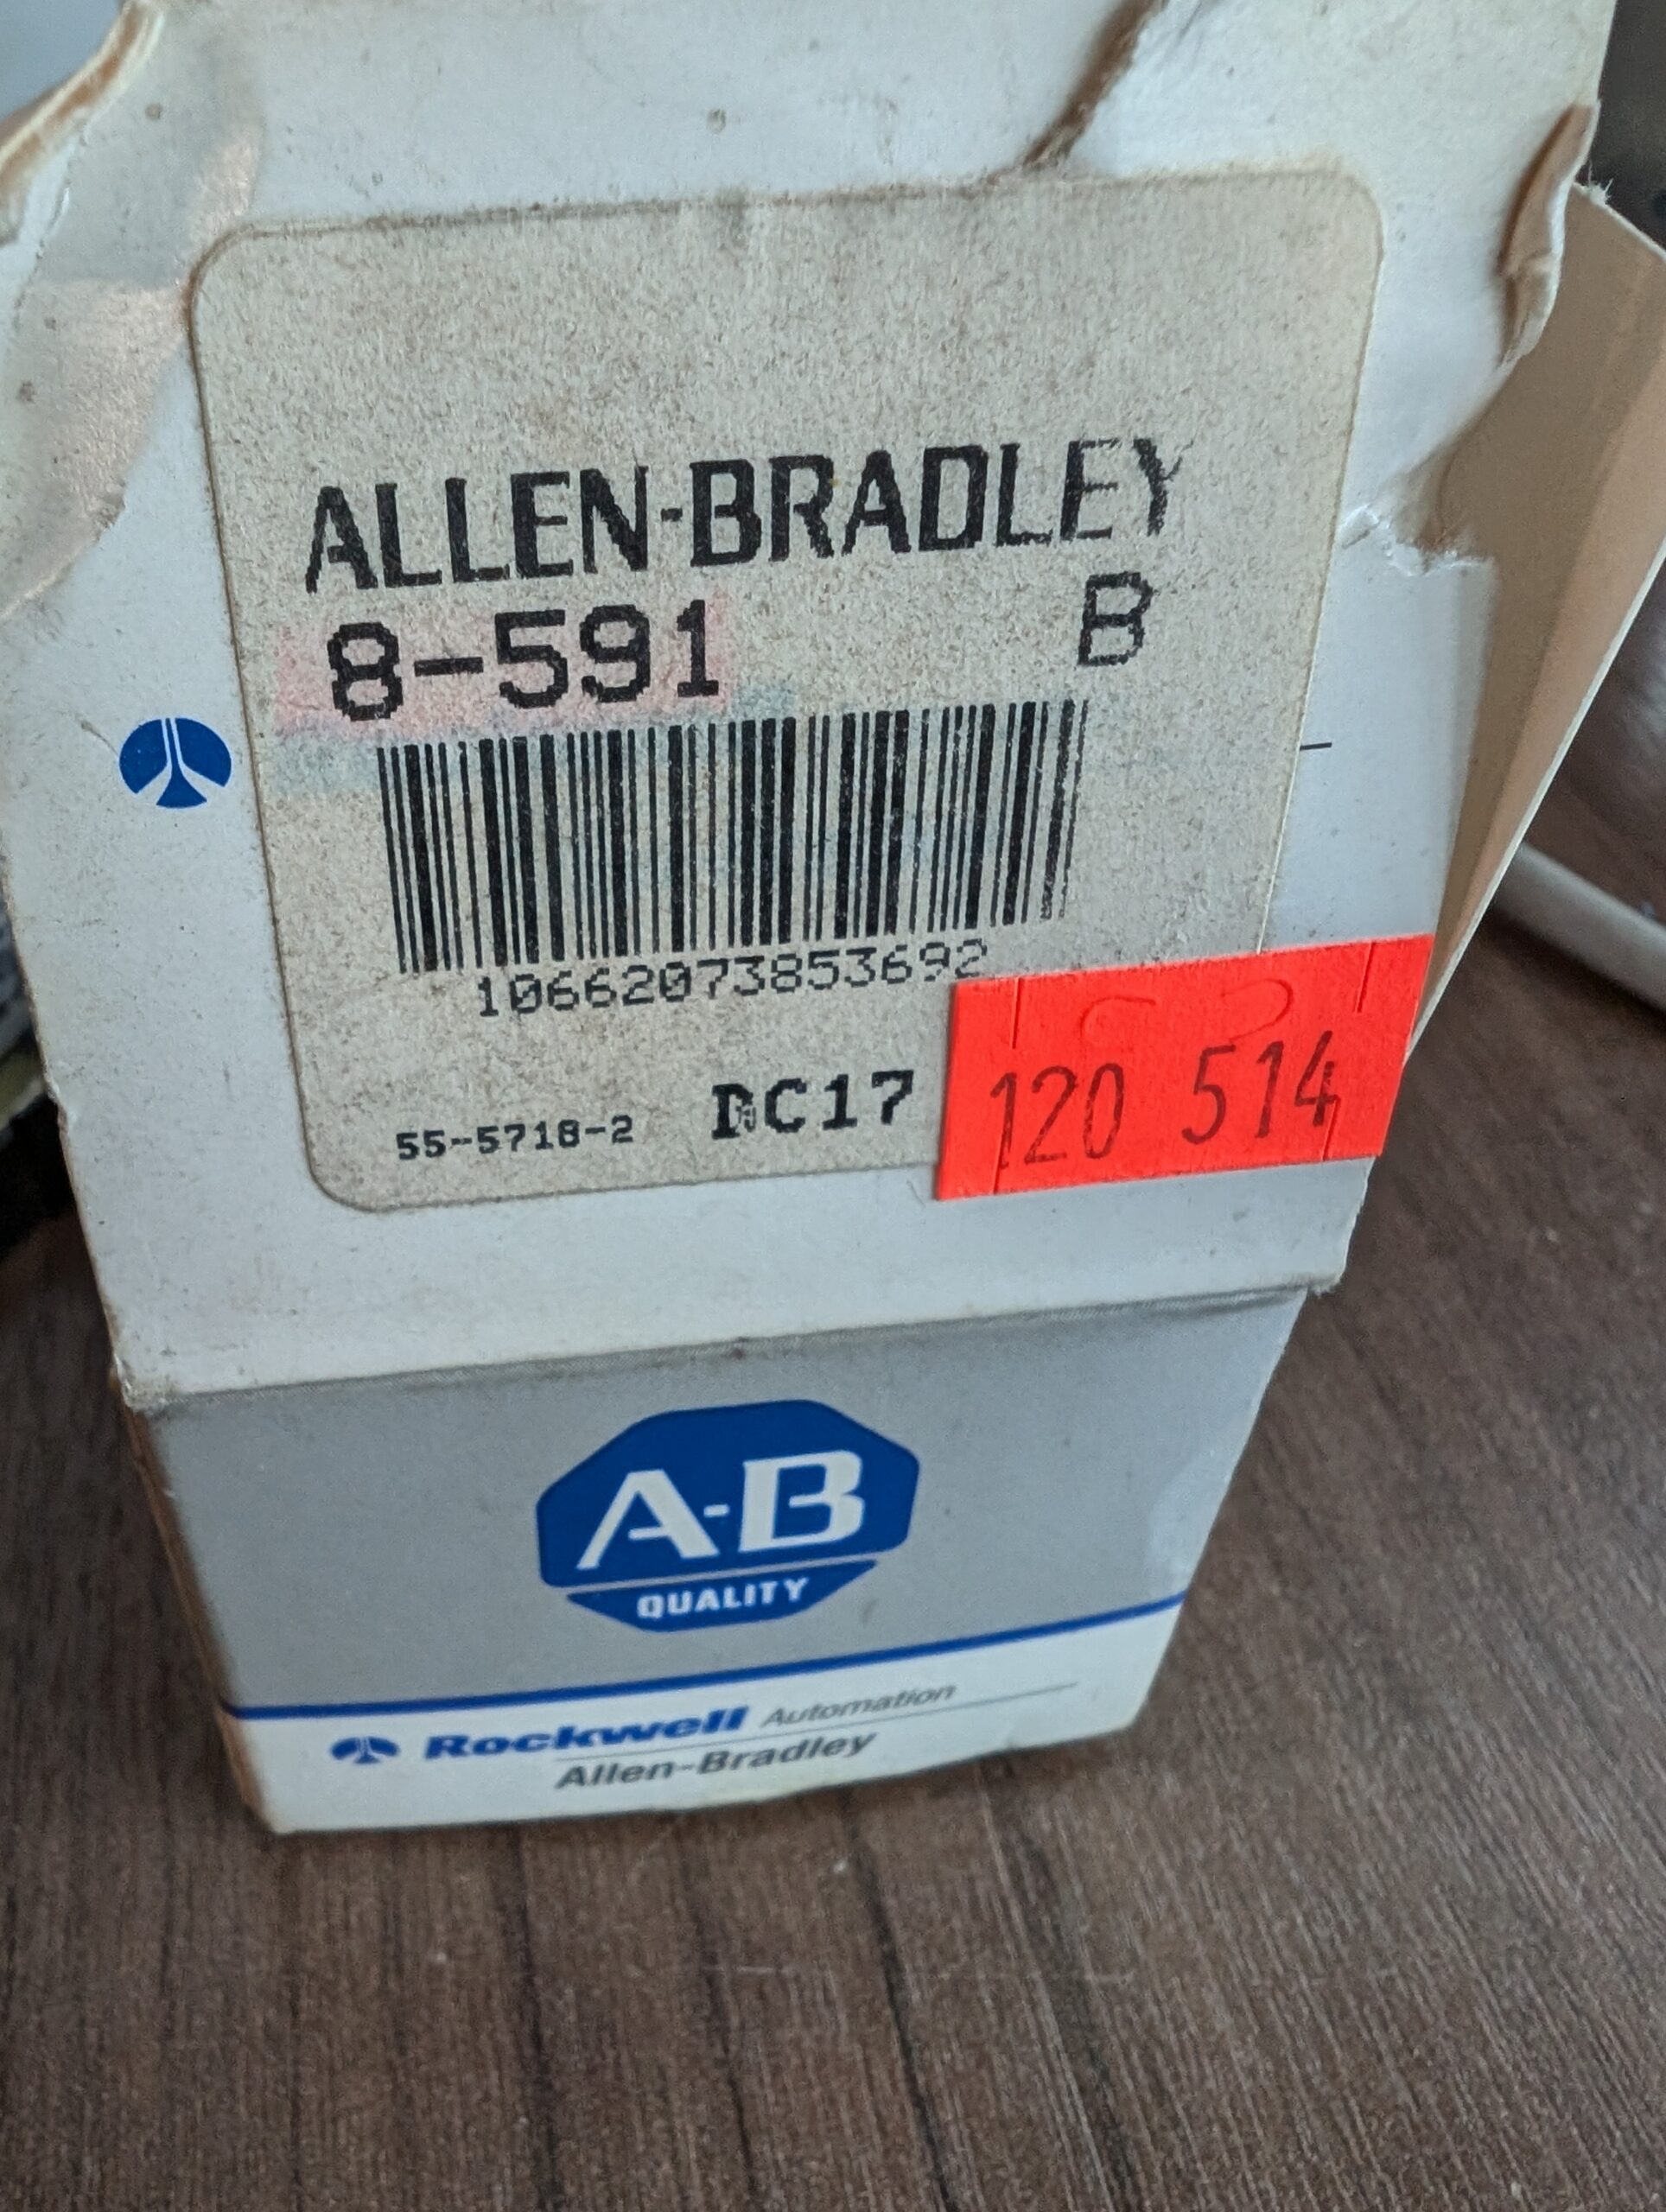 ALLEN-BRADLEY
8-591 B
10662073853692
55-5718-2 DC17
120 514
A-B
QUALITY
Rockwell Automation
Allen-Bradley